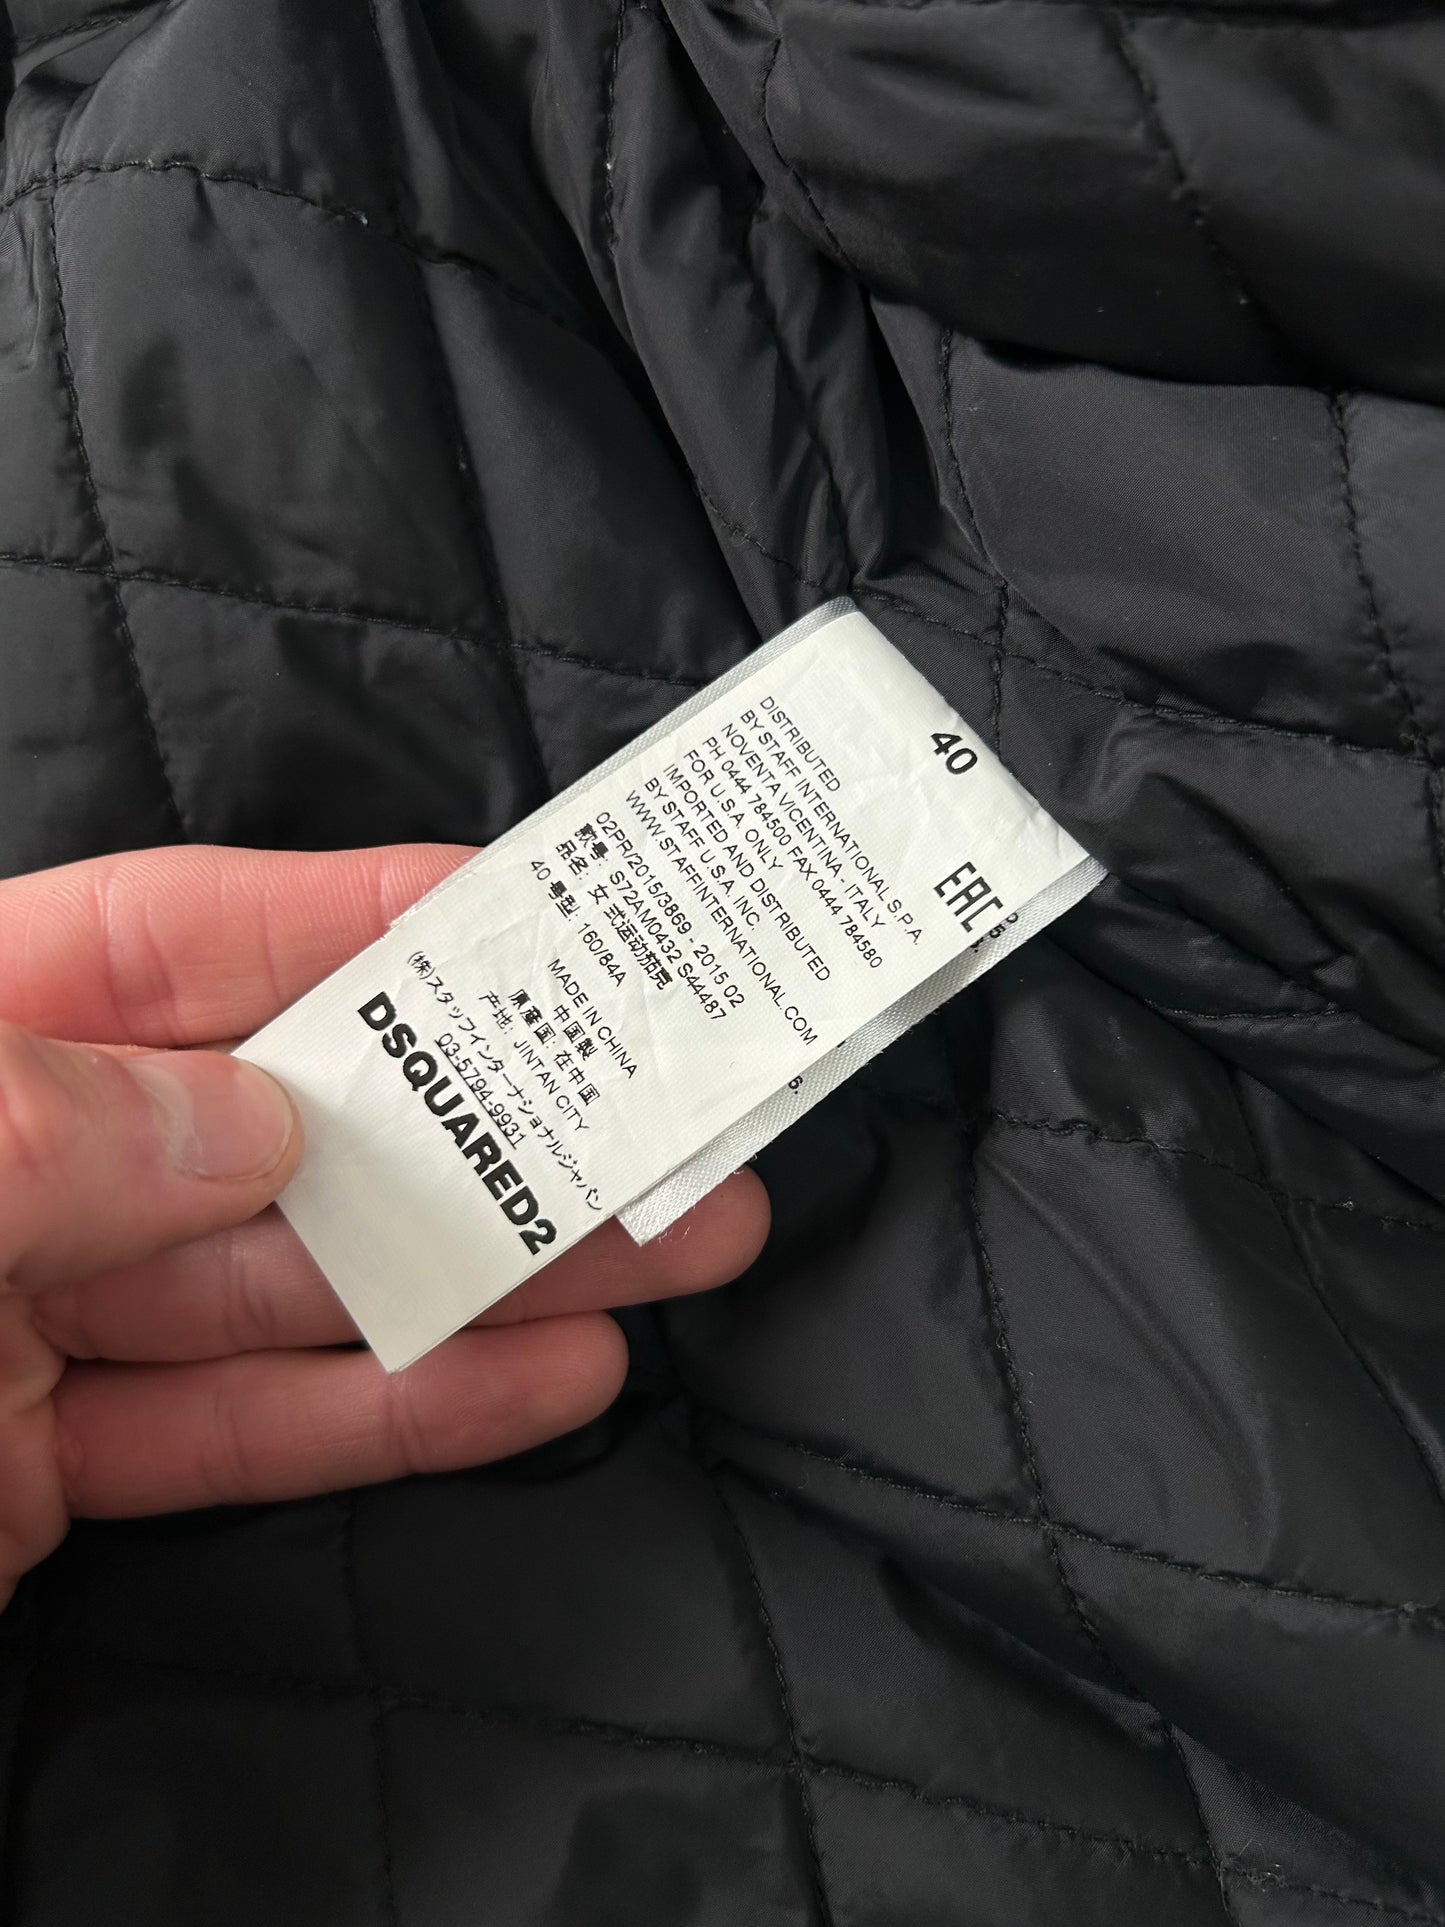 40
EAC
DISTRIBUTED
BY STAFF INTERNATIONAL S.P.A.
NOVENTA VICENTINA - ITALY
PH 0444 784500 FAX 0444 784580
FOR U.S.A. ONLY
IMPORTED AND DISTRIBUTED
BY STAFF U.S.A. INC.
WWW.STAFFINTERNATIONAL.COM
02PR/2015/3869 - 2015 02
款号: S72AM0432 S44487
品名: 女 式运动茄克
40 号型: 160/84A
MADE IN CHINA
中国製
原産国: 在中国
产地: JINTAN CITY
(株)スタッフインターナショナルジャパン
03-5794-9931
DSQUARED2